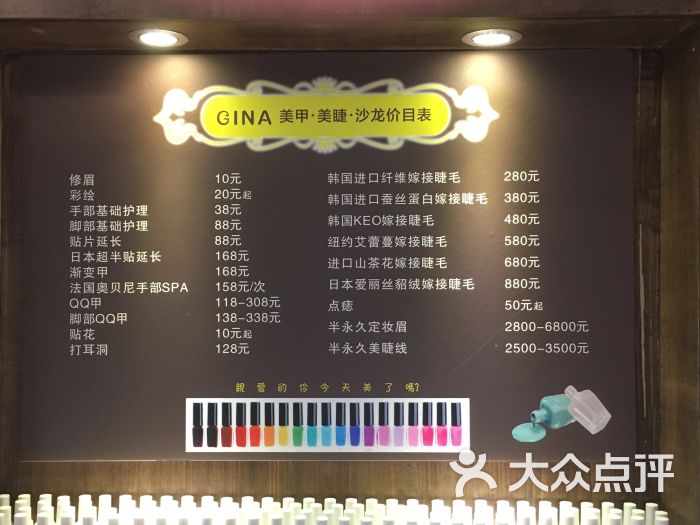 GINA 美甲·美睫·沙龙价目表
修眉 10元
彩绘 20元起
手部基础护理 38元
脚部基础护理 88元
贴片延长 88元
日本超半贴延长 168元
渐变甲 168元
法国奥贝尼手部SPA 158元/次
QQ甲 118-308元
脚部QQ甲 138-338元
贴花 10元起
打耳洞 128元
韩国进口纤维嫁接睫毛 280元
韩国进口蚕丝蛋白嫁接睫毛 380元
韩国KEO嫁接睫毛 480元
纽约艾蕾蔓嫁接睫毛 580元
进口山茶花嫁接睫毛 680元
日本爱丽丝貂绒嫁接睫毛 880元
点痣 50元起
半永久定妆眉 2800-6800元
半永久美睫线 2500-3500元
親愛的你今天美了嗎?
大众点评